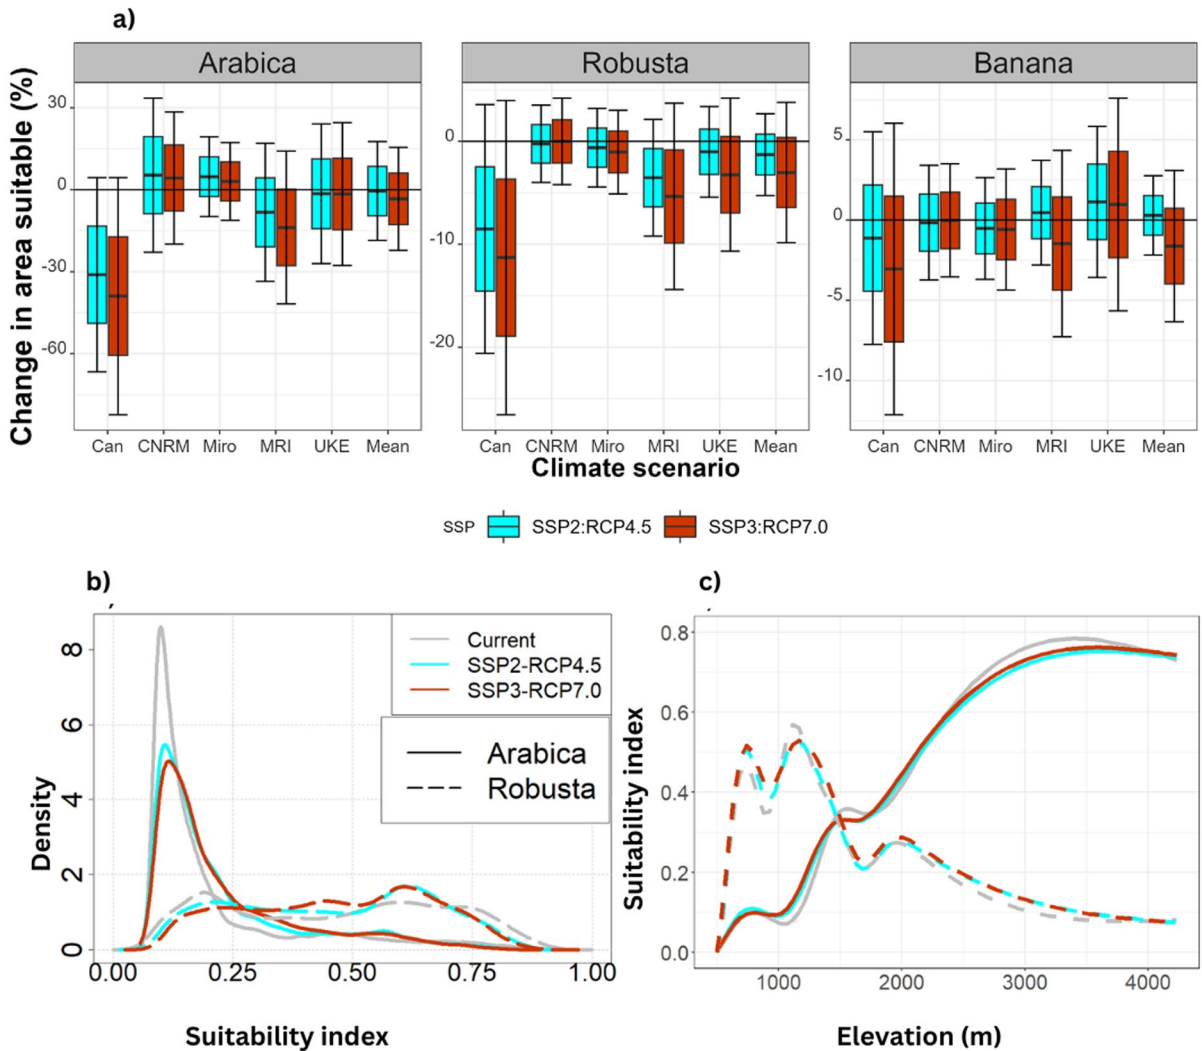 a)
Arabica
Robusta
Banana
Change in area suitable (%)
30
0
-30
-60
0
-10
-20
5
0
-5
-10
Can CNRM Miro MRI UKE Mean
Can CNRM Miro MRI UKE Mean
Can CNRM Miro MRI UKE Mean
Climate scenario
SSP SSP2:RCP4.5 SSP3:RCP7.0
b)
Density
8
6
4
2
0
Current
SSP2-RCP4.5
SSP3-RCP7.0
Arabica
Robusta
0.00 0.25 0.50 0.75 1.00
Suitability index
c)
Suitability index
0.8
0.6
0.4
0.2
0.0
1000 2000 3000 4000
Elevation (m)